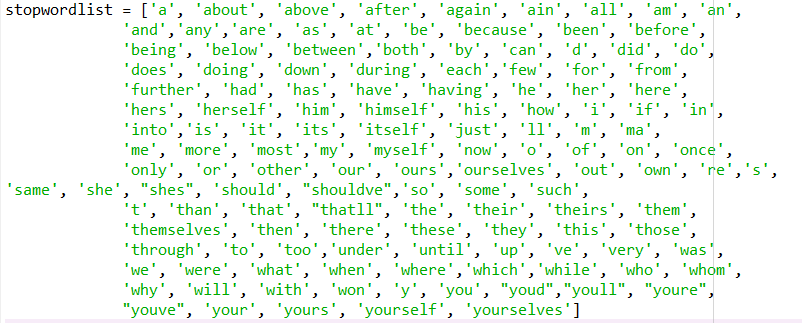 stopwordlist = ['a', 'about', 'above', 'after', 'again', 'ain', 'all', 'am', 'an',
'and','any','are', 'as', 'at', 'be', 'because', 'been', 'before',
'being', 'below', 'between','both', 'by', 'can', 'd', 'did', 'do',
'does', 'doing', 'down', 'during', 'each','few', 'for', 'from',
'further', 'had', 'has', 'have', 'having', 'he', 'her', 'here',
'hers', 'herself', 'him', 'himself', 'his', 'how', 'i', 'if', 'in',
'into','is', 'it', 'its', 'itself', 'just', 'll', 'm', 'ma',
'me', 'more', 'most','my', 'myself', 'now', 'o', 'of', 'on', 'once',
'only', 'or', 'other', 'our', 'ours','ourselves', 'out', 'own', 're','s',
'same', 'she', "shes", 'should', "shouldve",'so', 'some', 'such',
't', 'than', 'that', "thatll", 'the', 'their', 'theirs', 'them',
'themselves', 'then', 'there', 'these', 'they', 'this', 'those',
'through', 'to', 'too','under', 'until', 'up', 've', 'very', 'was',
'we', 'were', 'what', 'when', 'where','which','while', 'who', 'whom',
'why', 'will', 'with', 'won', 'y', 'you', "youd","youll", "youre",
"youve", 'your', 'yours', 'yourself', 'yourselves']